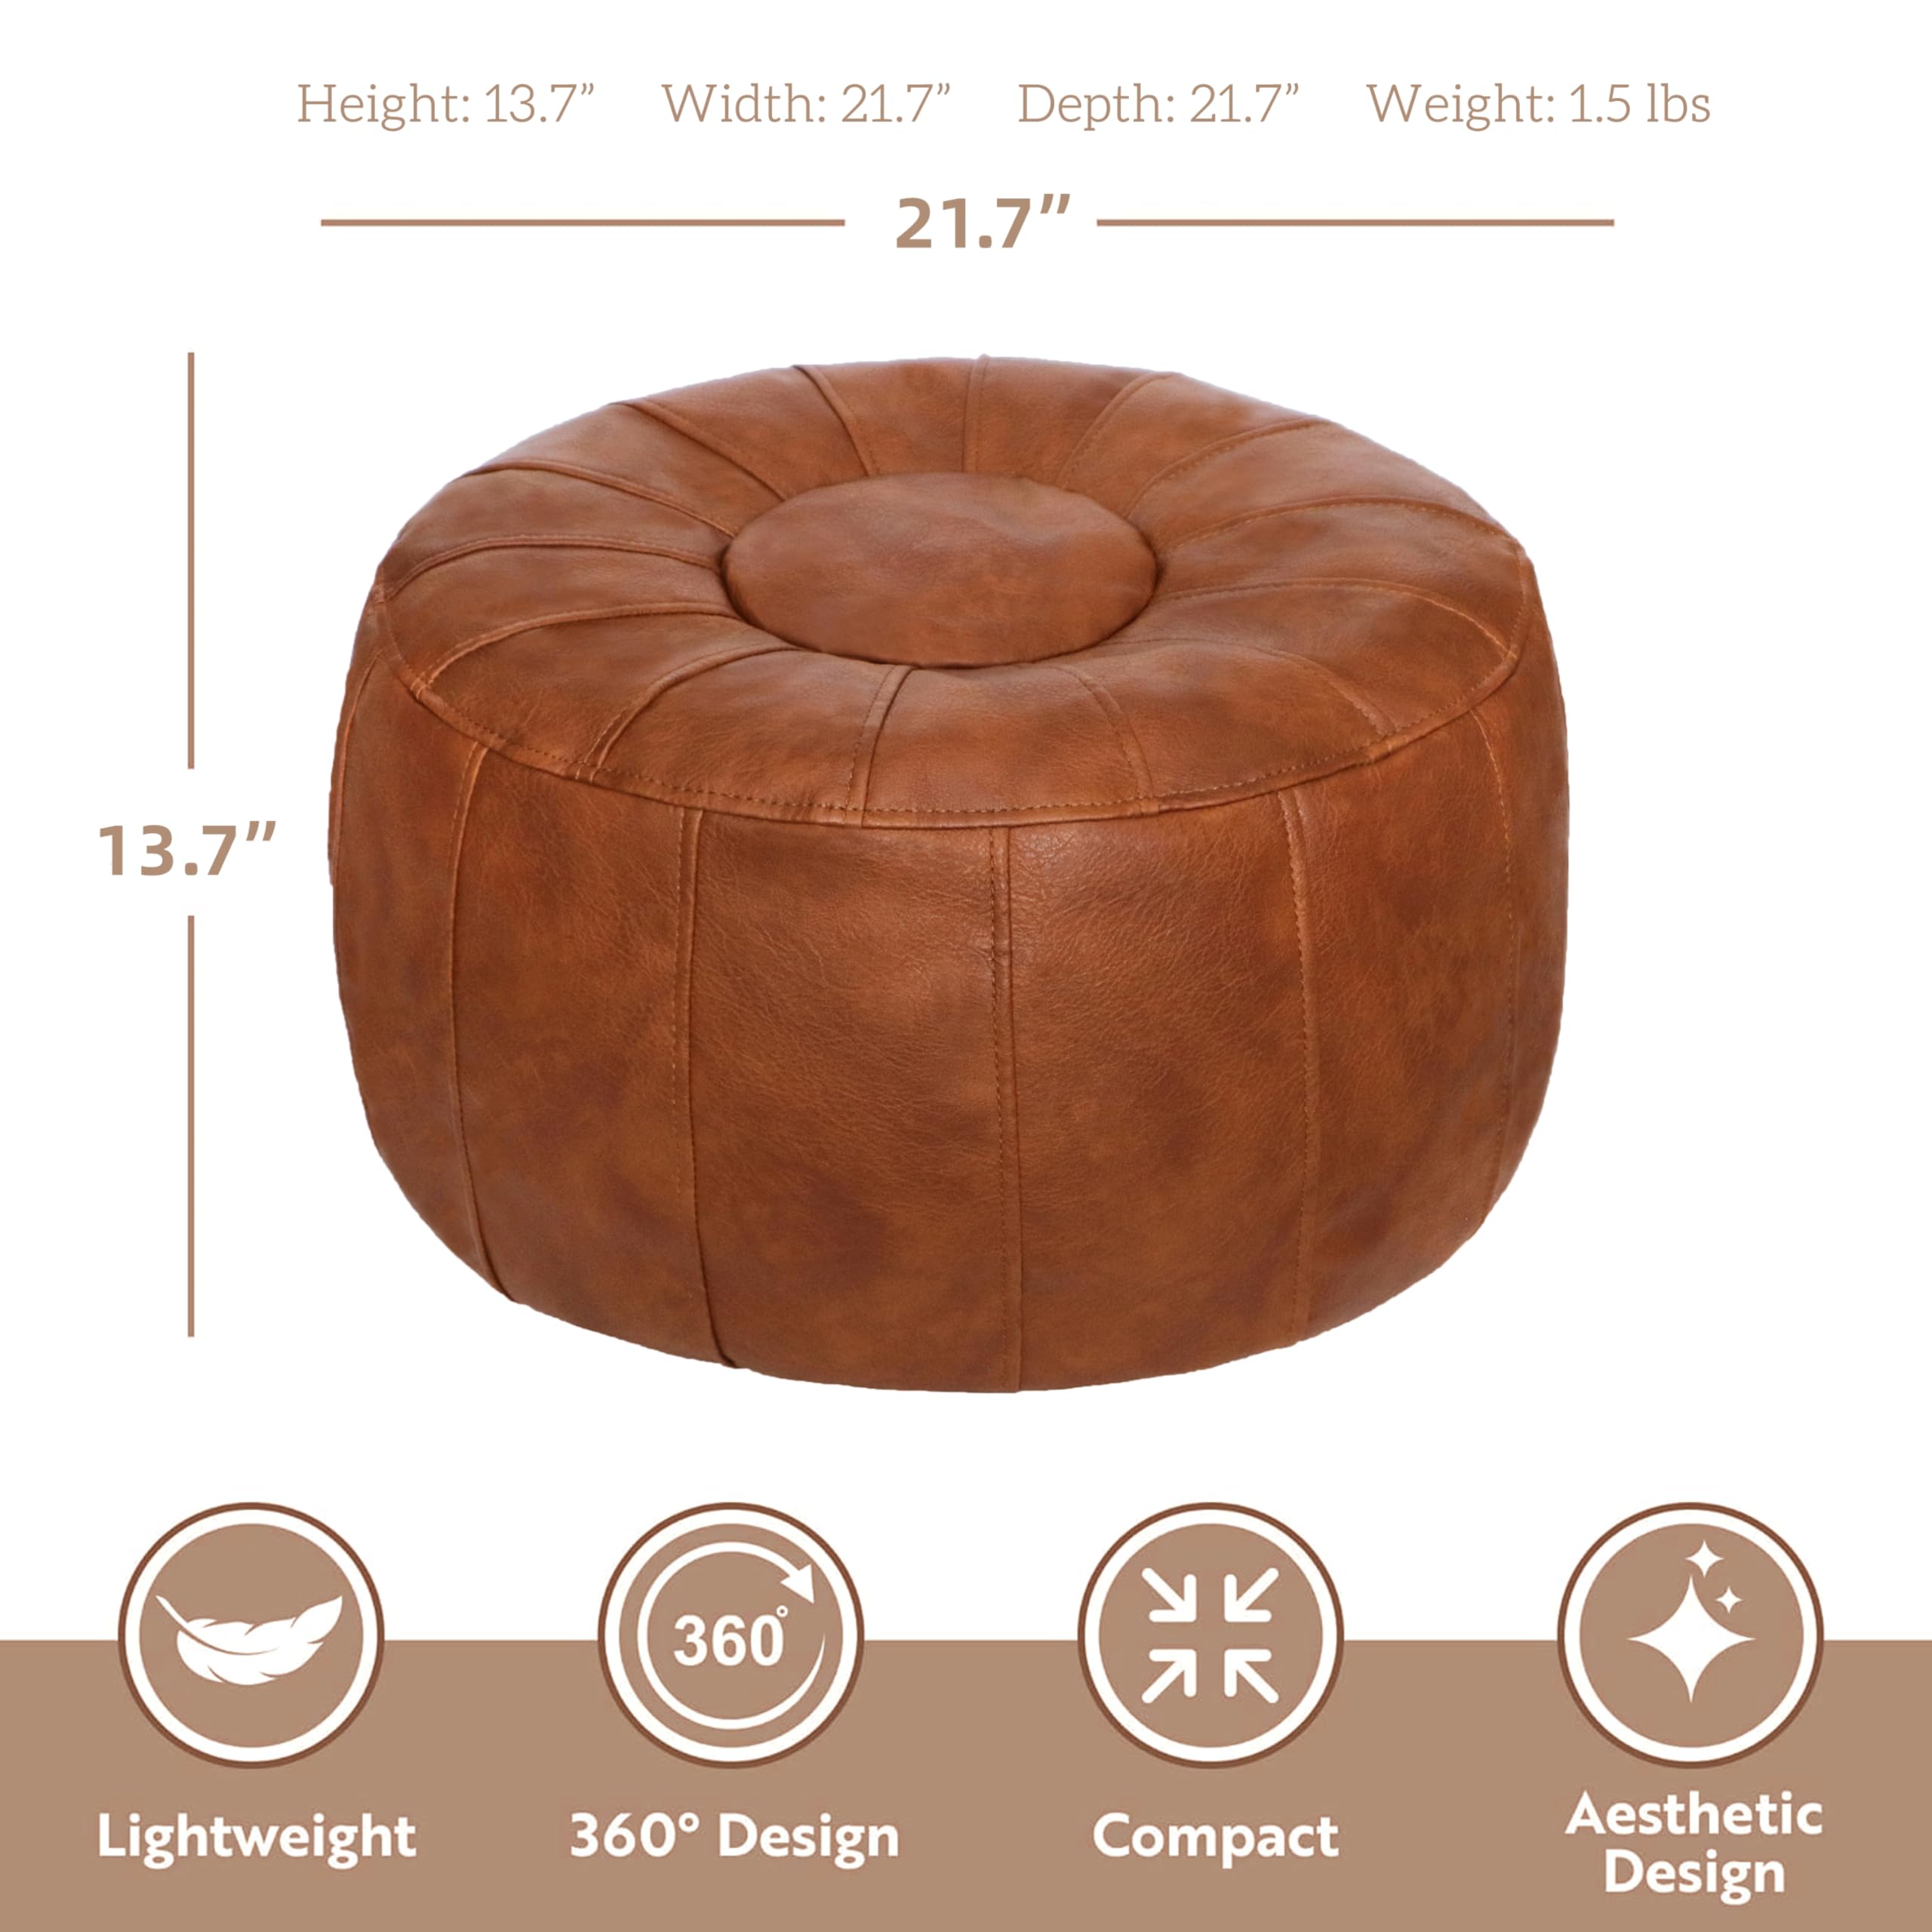 Height: 13.7” Width: 21.7” Depth: 21.7” Weight: 1.5 lbs
21.7”
13.7”
360°
Lightweight
360° Design
Compact
Aesthetic
Design